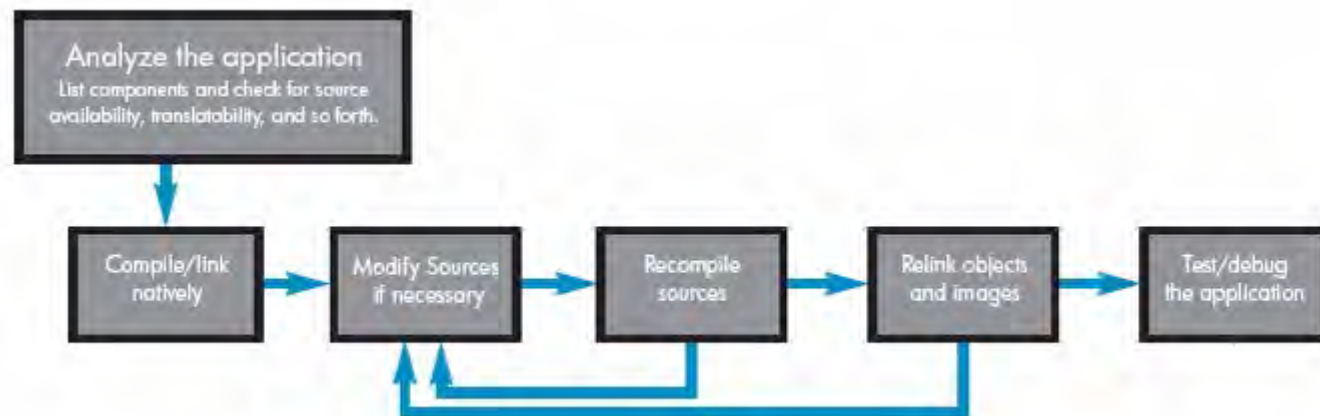 Analyze the application
List components and check for source
availability, translatability, and so forth.
Compile/link
natively
Modify Sources
if necessary
Recompile
sources
Relink objects
and images
Test/debug
the application